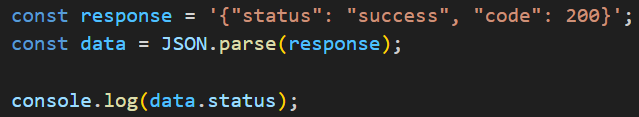 const response = '{"status": "success", "code": 200}';
const data = JSON.parse(response);
console.log(data.status);